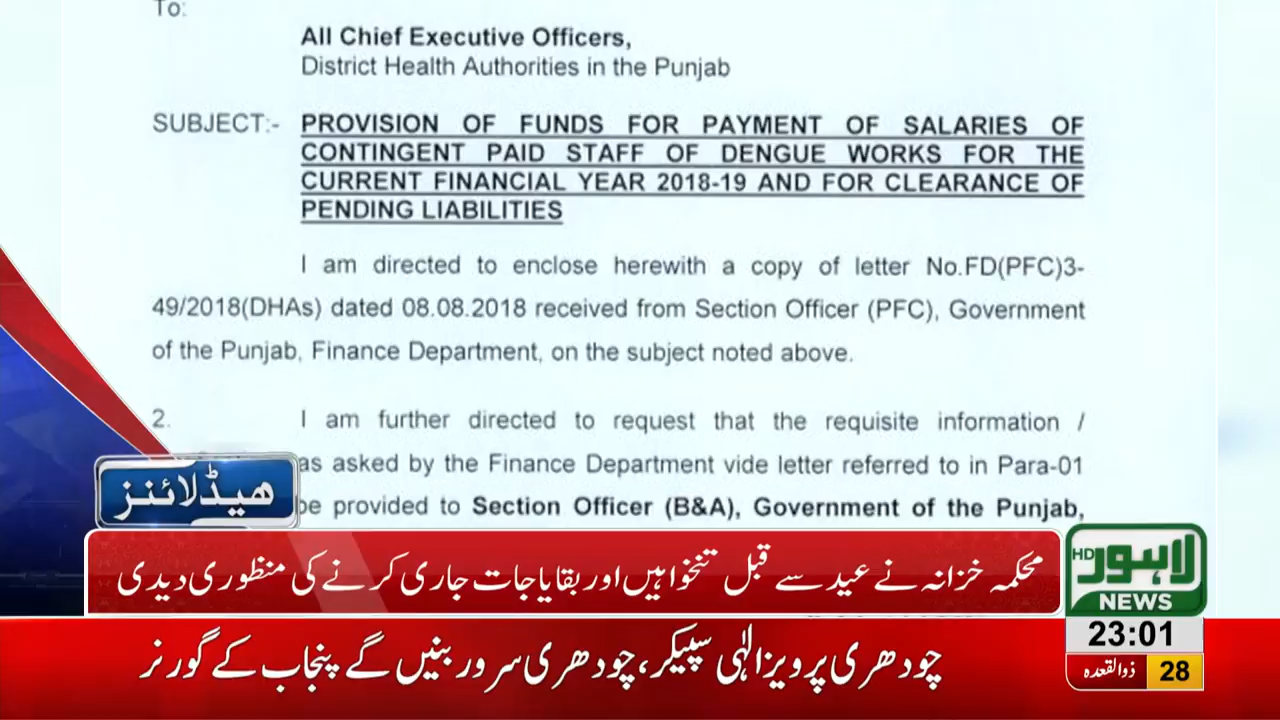 To:
All Chief Executive Officers,
District Health Authorities in the Punjab
SUBJECT:- PROVISION OF FUNDS FOR PAYMENT OF SALARIES OF
CONTINGENT PAID STAFF OF DENGUE WORKS FOR THE
CURRENT FINANCIAL YEAR 2018-19 AND FOR CLEARANCE OF
PENDING LIABILITIES
I am directed to enclose herewith a copy of letter No.FD(PFC)3-
49/2018(DHAs) dated 08.08.2018 received from Section Officer (PFC), Government
of the Punjab, Finance Department, on the subject noted above.
2. I am further directed to request that the requisite information /
as asked by the Finance Department vide letter referred to in Para-01
be provided to Section Officer (B&A), Government of the Punjab,
ھیڈلائنز
محکمہ خزانہ نے عید سے قبل تنخواہیں اور بقایا جات جاری کرنے کی منظوری دیدی
لاہور HD
NEWS
23:01
چودھری پرویز الٰہی سپیکر، چودھری سرور بنیں گے پنجاب کے گورنر
28 ذوالقعدہ